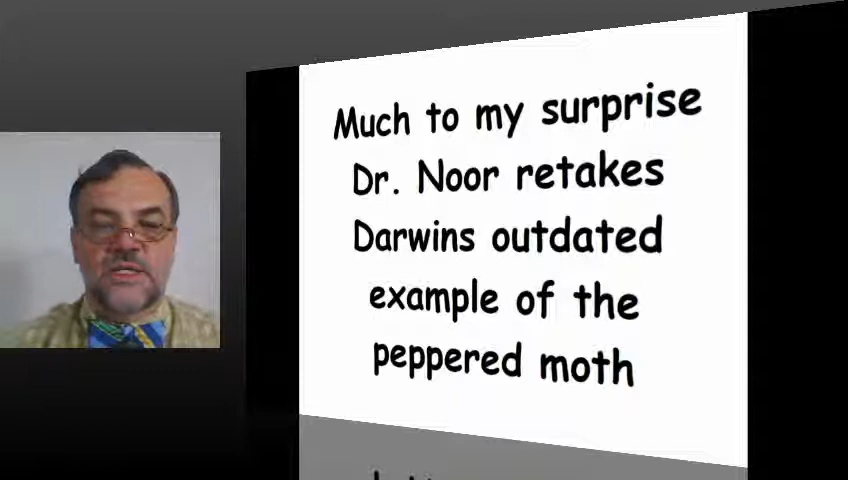 Much to my surprise
Dr. Noor retakes
Darwins outdated
example of the
peppered moth